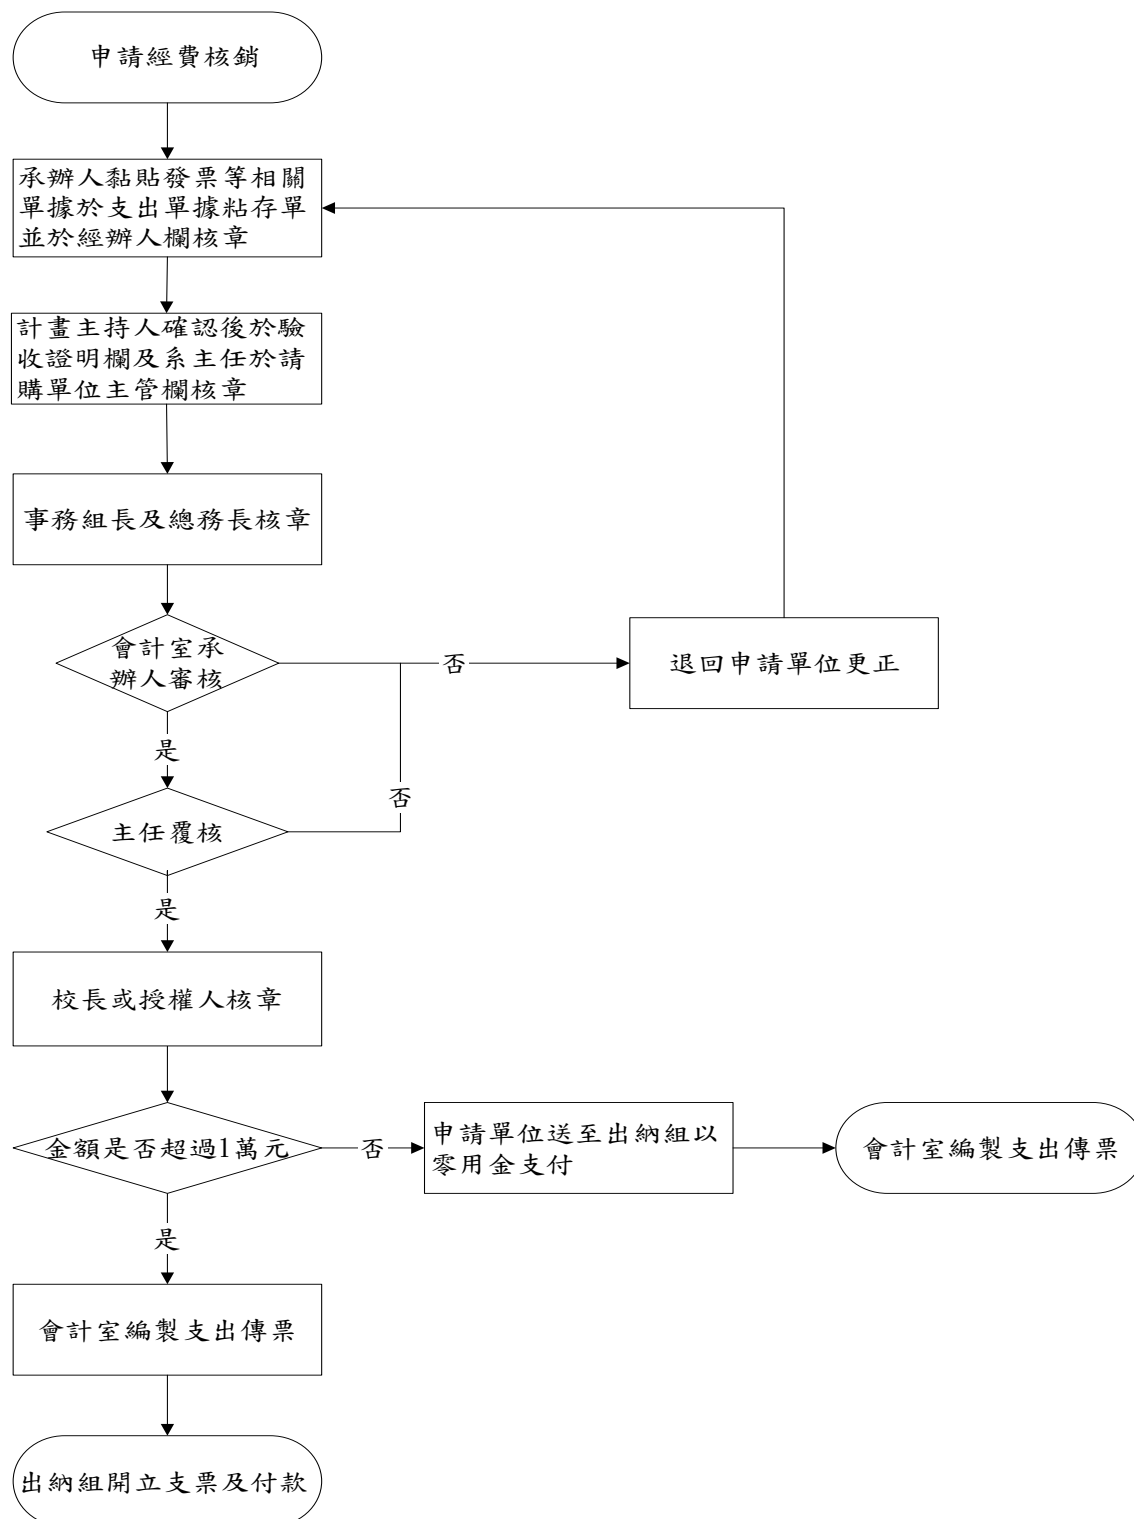 申請經費核銷
承辦人黏貼發票等相關
單據於支出單據粘存單
並於經辦人欄核章
計畫主持人確認後於驗
收證明欄及系主任於請
購單位主管欄核章
事務組長及總務長核章
會計室承
辦人審核
否
退回申請單位更正
是
否
主任覆核
是
校長或授權人核章
金額是否超過1萬元
否
申請單位送至出納組以
零用金支付
會計室編製支出傳票
是
會計室編製支出傳票
出納組開立支票及付款